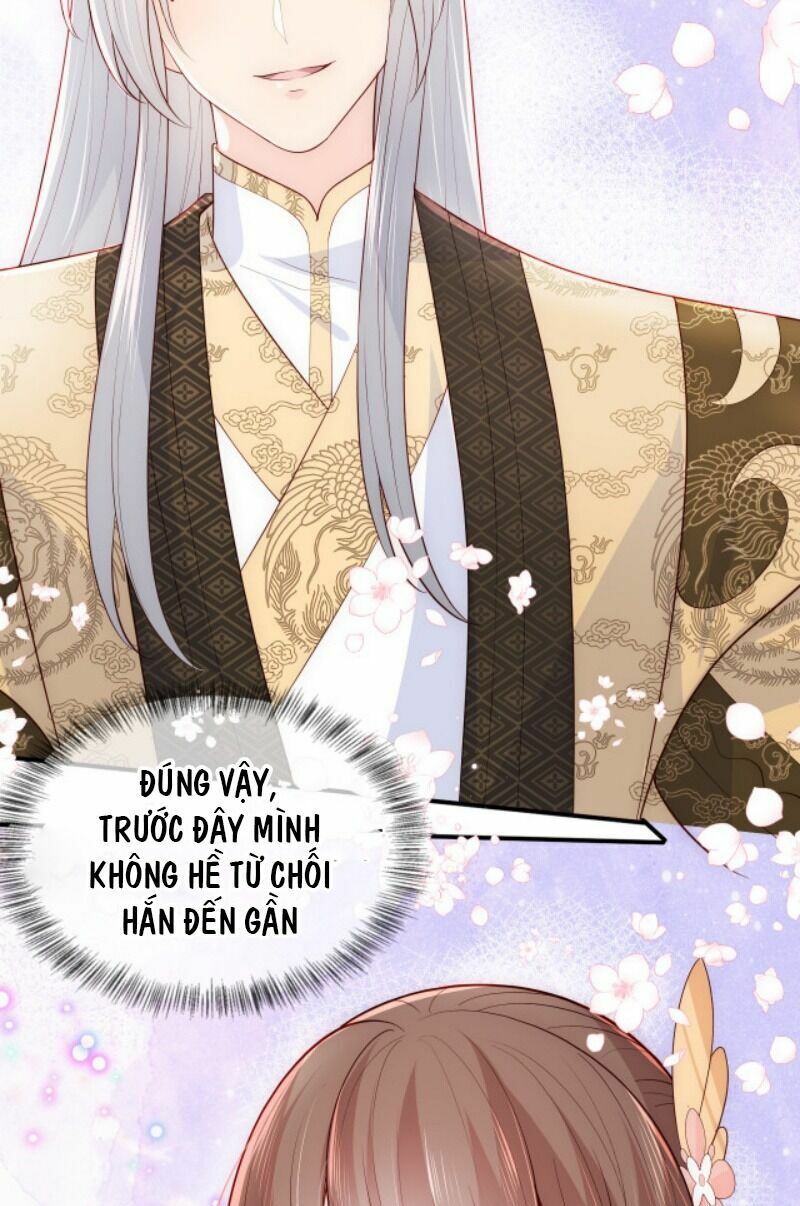 ĐÚNG VẬY,
TRƯỚC ĐÂY MÌNH
KHÔNG HỀ TỪ CHỐI
HẮN ĐẾN GẦN